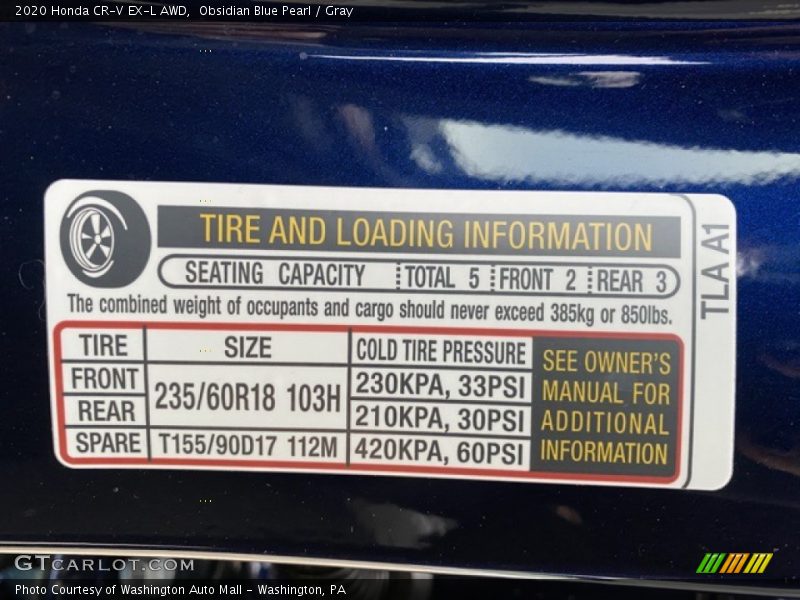 2020 Honda CR-V EX-L AWD,  Obsidian Blue Pearl / Gray
TIRE AND LOADING INFORMATION
SEATING CAPACITY TOTAL 5 FRONT 2 REAR 3
The combined weight of occupants and cargo should never exceed 385kg or 850lbs.
TIRE SIZE COLD TIRE PRESSURE
FRONT 235/60R18 103H 230KPA, 33PSI
REAR 210KPA, 30PSI
SPARE T155/90D17 112M 420KPA, 60PSI
SEE OWNER'S
MANUAL FOR
ADDITIONAL
INFORMATION
TLA A1
GTCARLOT.COM
Photo Courtesy of Washington Auto Mall - Washington, PA